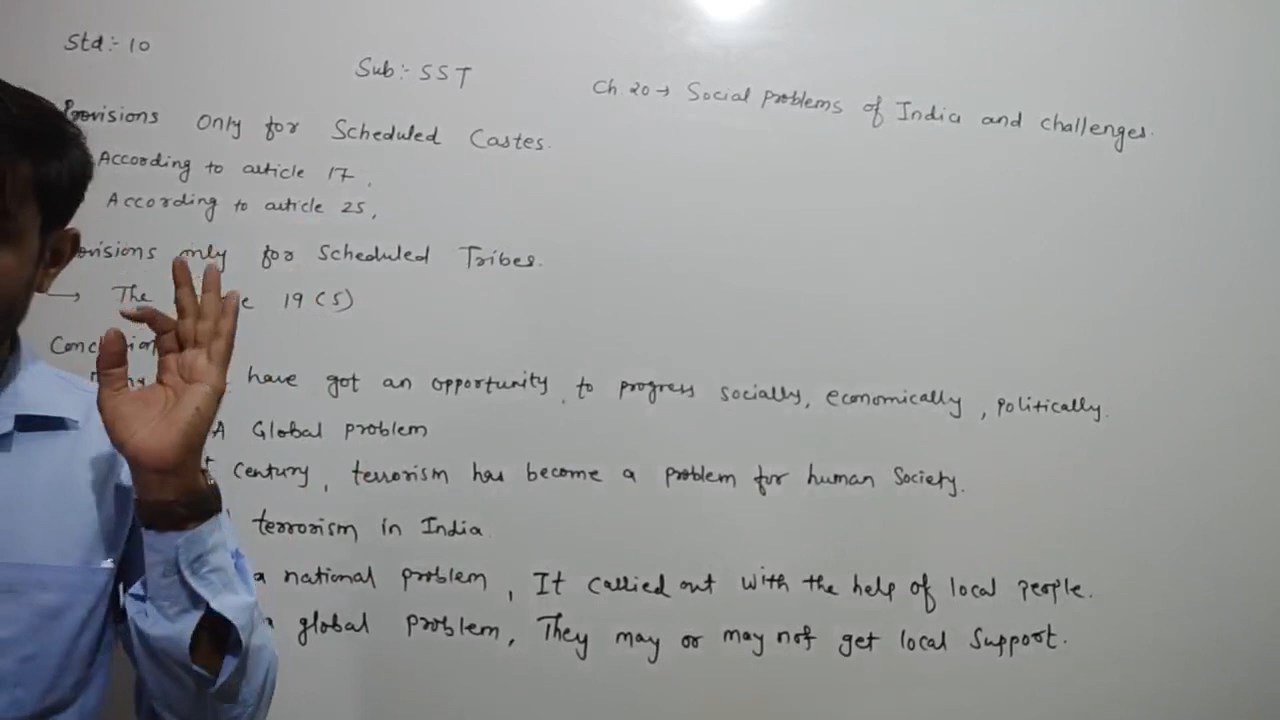 Std:- 10
Sub:- SST
Ch. 20 → Social problems of India and challenges.
Provisions Only for Scheduled Castes.
According to article 17,
According to article 25,
only for Scheduled Tribes.
→ The 19 (5)
have got an opportunity to progress socially, economically, politically.
A Global problem
Century, terrorism has become a problem for human Society.
terrorism in India.
a national problem, It callied out with the help of local people.
global problem, They may or may not get local support.